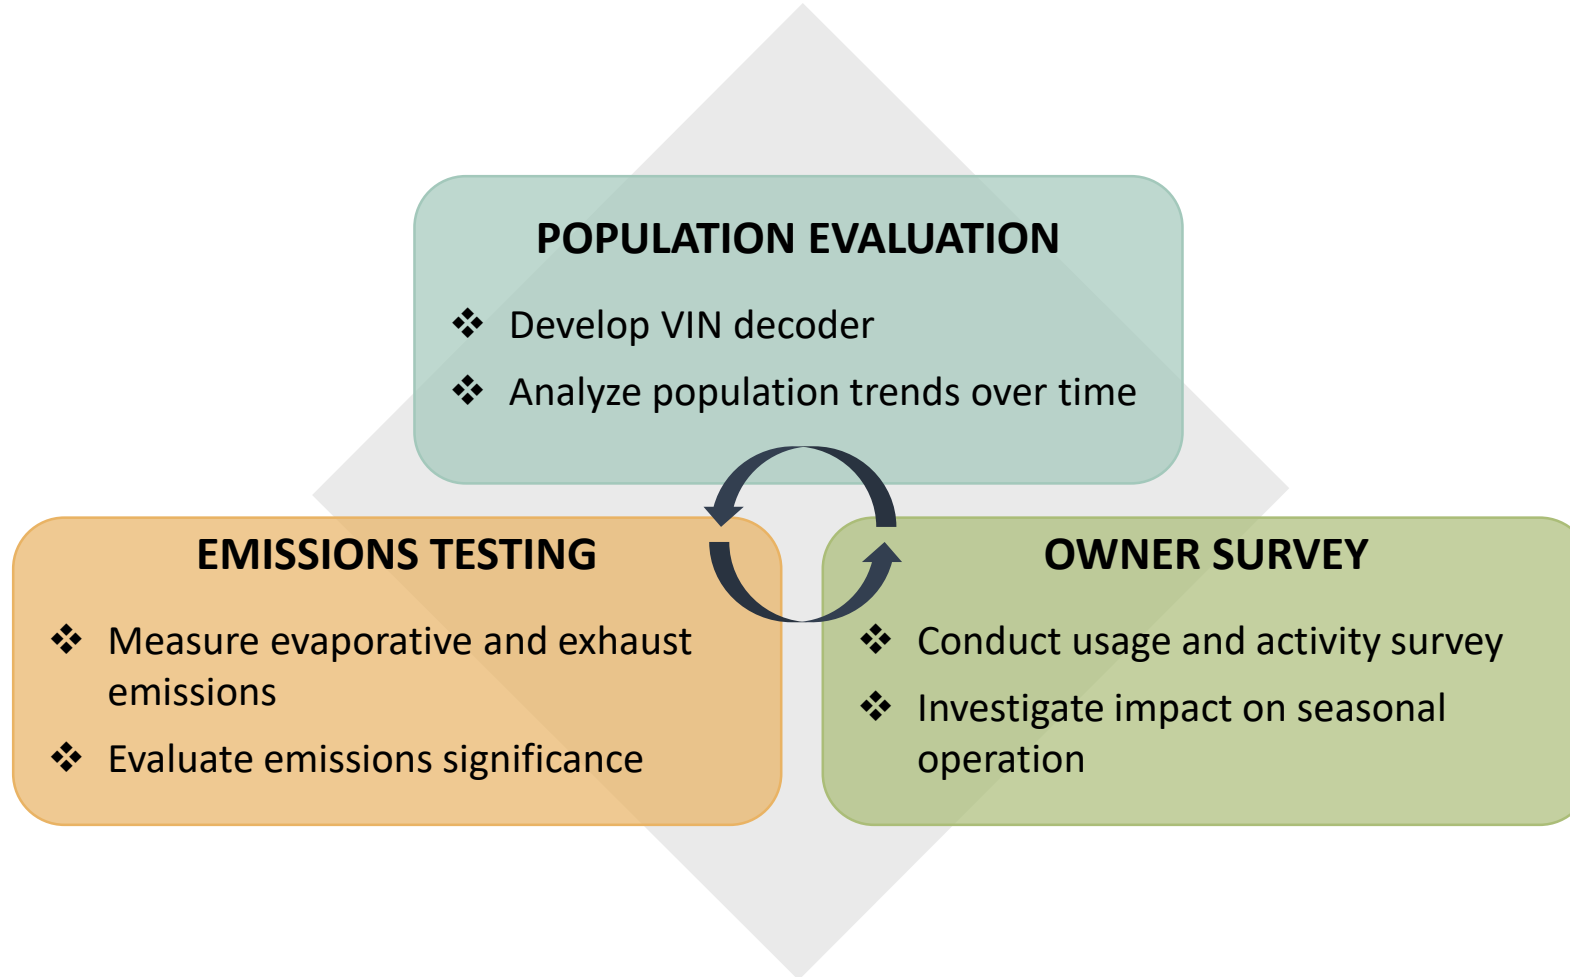 POPULATION EVALUATION
❖ Develop VIN decoder
❖ Analyze population trends over time
EMISSIONS TESTING
❖ Measure evaporative and exhaust
emissions
❖ Evaluate emissions significance
OWNER SURVEY
❖ Conduct usage and activity survey
❖ Investigate impact on seasonal
operation